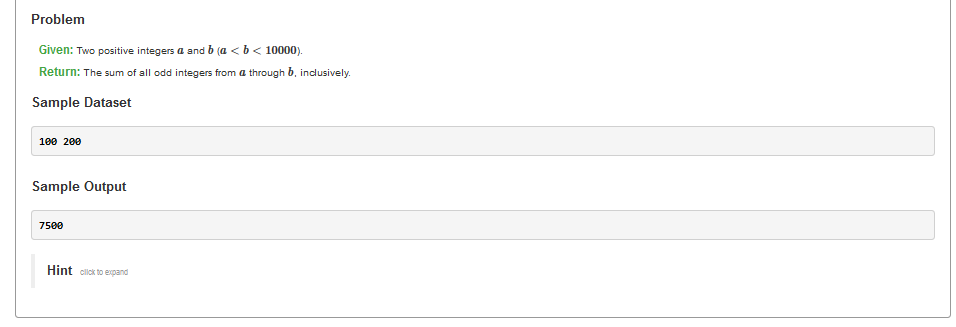 Problem
Given: Two positive integers a and b (a < b < 10000).
Return: The sum of all odd integers from a through b, inclusively.
Sample Dataset
100 200
Sample Output
7500
Hint click to expand